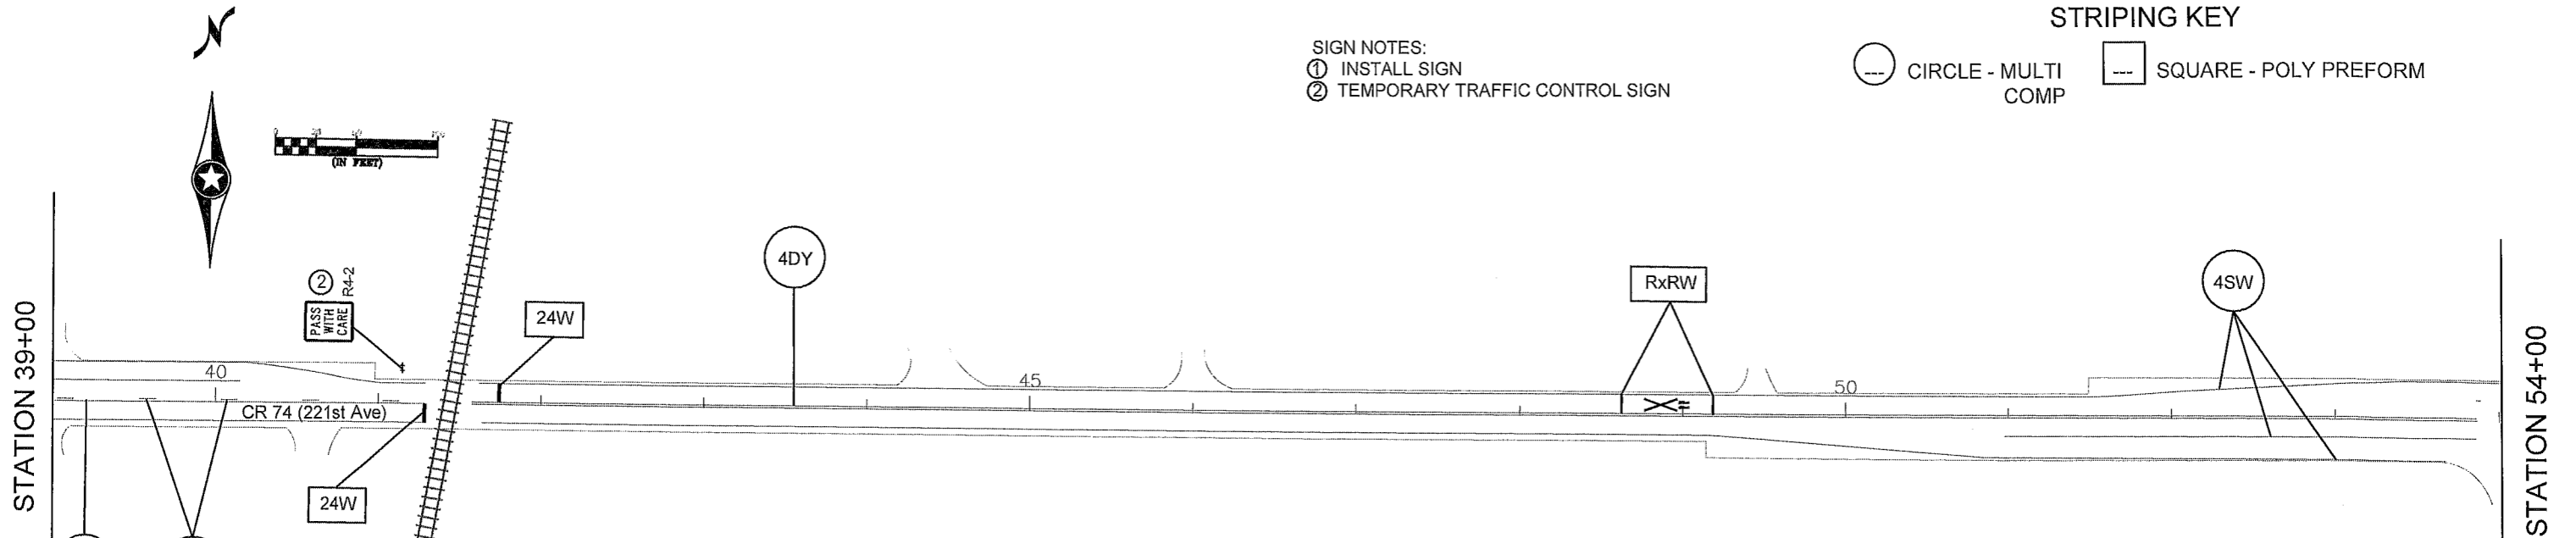 N
STRIPING KEY
SIGN NOTES:
1 INSTALL SIGN
2 TEMPORARY TRAFFIC CONTROL SIGN
--- CIRCLE - MULTI COMP
--- SQUARE - POLY PREFORM
(IN FEET)
STATION 39+00
2
R4-2
PASS
WITH
CARE
4DY
24W
RxRW
4SW
40
45
50
CR 74 (221st Ave)
24W
STATION 54+00